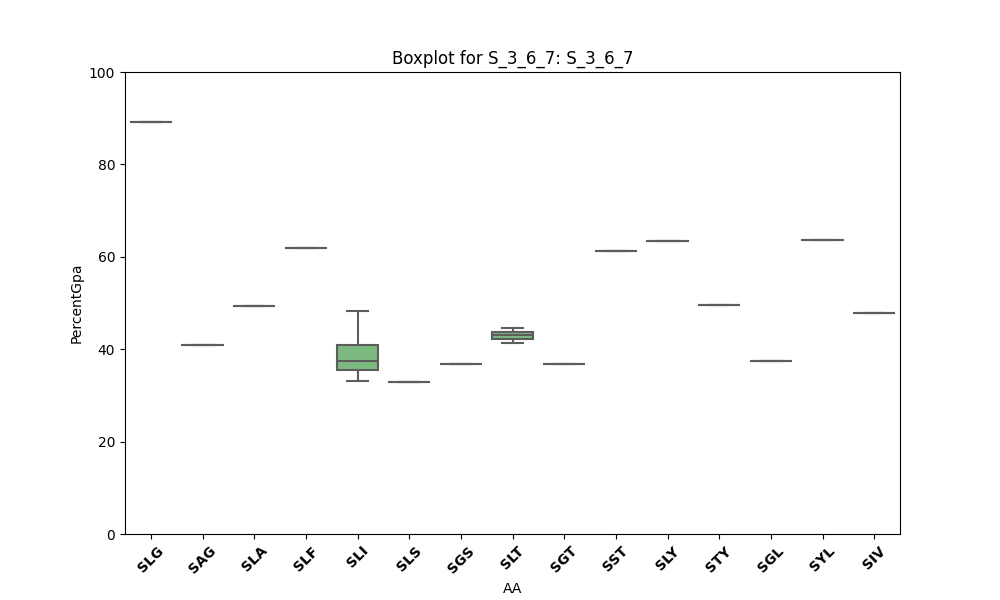 Boxplot for S_3_6_7: S_3_6_7
100
80
60
40
20
0
PercentGpa
SLG SAG SLA SLF SLI SLS SGS SLT SGT SST SLY STY SGL SYL SIV
AA